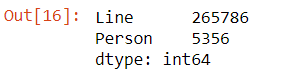 Out[16]: Line 265786
Person 5356
dtype: int64